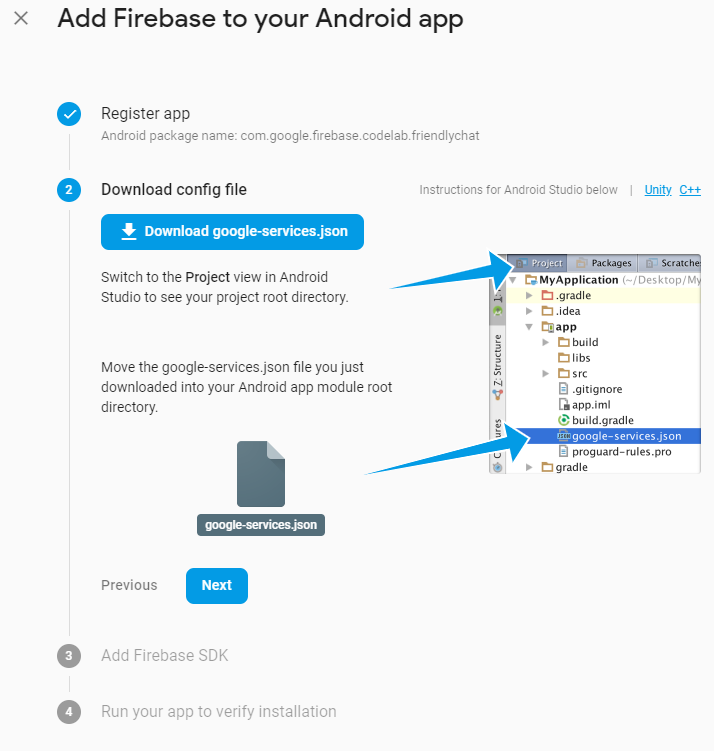 Add Firebase to your Android app
Register app
Android package name: com.google.firebase.codelab.friendlychat
2 Download config file
Instructions for Android Studio below | Unity C++
Download google-services.json
Switch to the Project view in Android
Studio to see your project root directory.
Move the google-services.json file you just
downloaded into your Android app module root
directory.
google-services.json
Project Packages Scratche
MyApplication (~/Desktop/My
.gradle
.idea
app
build
libs
src
.gitignore
app.iml
build.gradle
google-services.json
proguard-rules.pro
gradle
1:
Z: Structure
Previous Next
3 Add Firebase SDK
4 Run your app to verify installation